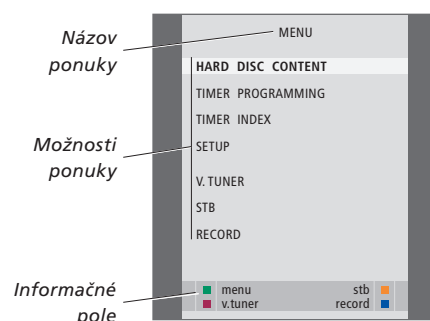 Názov
ponuky
MENU
HARD DISC CONTENT
TIMER PROGRAMMING
TIMER INDEX
SETUP
Možnosti
ponuky
V. TUNER
STB
RECORD
Informačné
pole
menu stb
v.tuner record